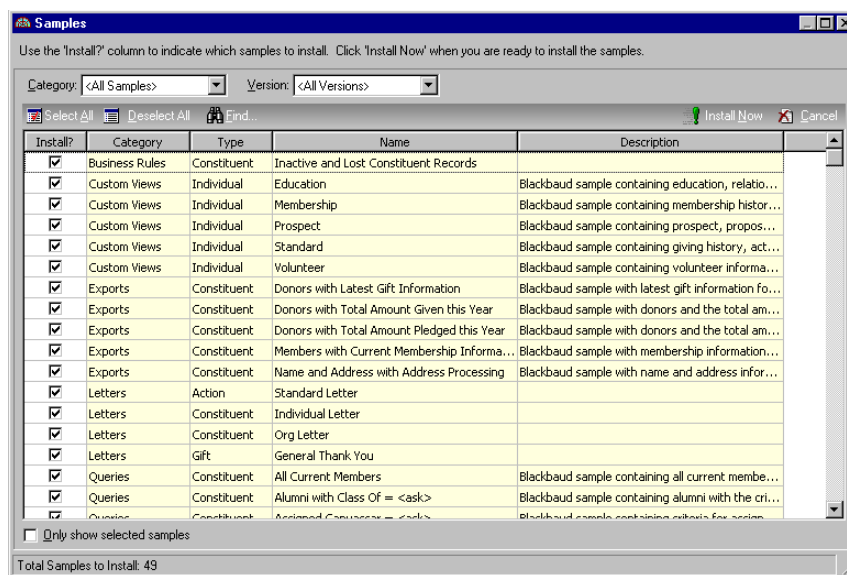 Samples
Use the 'Install?' column to indicate which samples to install. Click 'Install Now' when you are ready to install the samples.
Category: <All Samples> Version: <All Versions>
Select All Deselect All Find... Install Now Cancel
Install? Category Type Name Description
Business Rules Constituent Inactive and Lost Constituent Records
Custom Views Individual Education Blackbaud sample containing education, relatio...
Custom Views Individual Membership Blackbaud sample containing membership histor...
Custom Views Individual Prospect Blackbaud sample containing prospect, propos...
Custom Views Individual Standard Blackbaud sample containing giving history, act...
Custom Views Individual Volunteer Blackbaud sample containing volunteer informa...
Exports Constituent Donors with Latest Gift Information Blackbaud sample with latest gift information fo...
Exports Constituent Donors with Total Amount Given this Year Blackbaud sample with donors and the total am...
Exports Constituent Donors with Total Amount Pledged this Year Blackbaud sample with donors and the total am...
Exports Constituent Members with Current Membership Informa... Blackbaud sample with membership information...
Exports Constituent Name and Address with Address Processing Blackbaud sample with name and address infor...
Letters Action Standard Letter
Letters Constituent Individual Letter
Letters Constituent Org Letter
Letters Gift General Thank You
Queries Constituent All Current Members Blackbaud sample containing all current membe...
Queries Constituent Alumni with Class Of = <ask> Blackbaud sample containing alumni with the cri...
Queries Constituent Assigned Canvasser = <ask> Blackbaud sample containing criteria for assign...
Only show selected samples
Total Samples to Install: 49